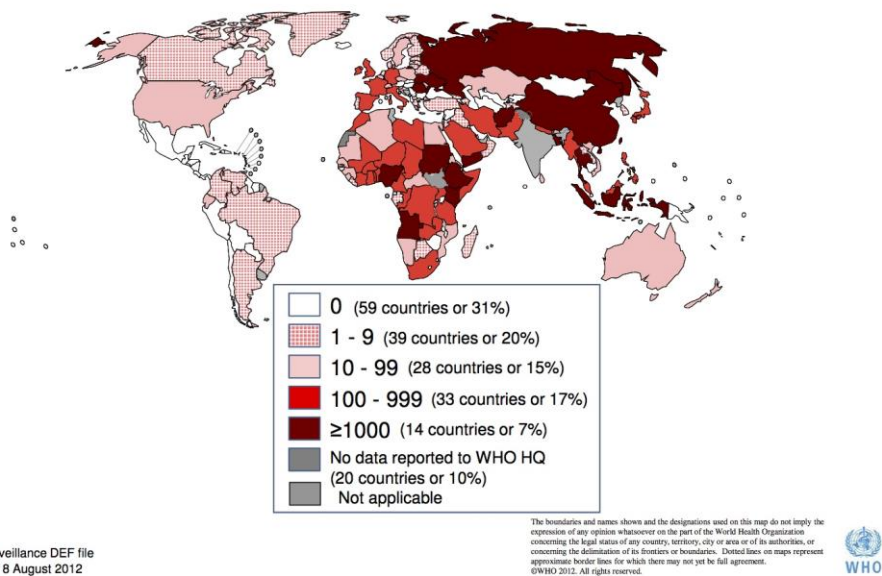 0 (59 countries or 31%)
1 - 9 (39 countries or 20%)
10 - 99 (28 countries or 15%)
100 - 999 (33 countries or 17%)
≥1000 (14 countries or 7%)
No data reported to WHO HQ
(20 countries or 10%)
Not applicable
veillance DEF file
8 August 2012
The boundaries and names shown and the designations used on this map do not imply the
expression of any opinion whatsoever on the part of the World Health Organization
concerning the legal status of any country, territory, city or area or of its authorities, or
concerning the delimitation of its frontiers or boundaries. Dotted lines on maps represent
approximate border lines for which there may not yet be full agreement.
©WHO 2012. All rights reserved.
WHO